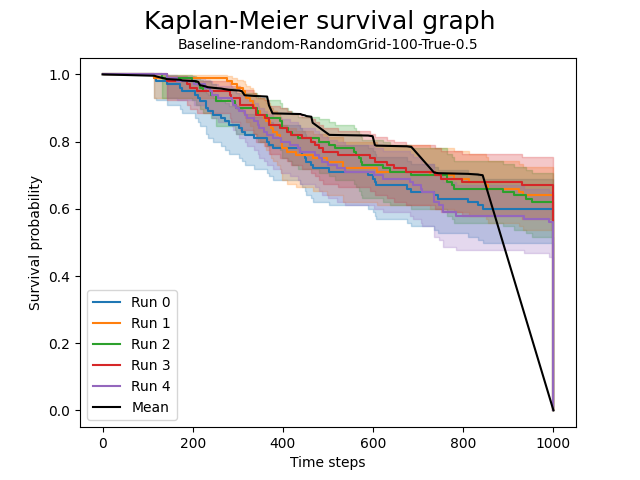 Kaplan-Meier survival graph
Baseline-random-RandomGrid-100-True-0.5
Survival probability
1.0
0.8
0.6
0.4
0.2
0.0
Run 0
Run 1
Run 2
Run 3
Run 4
Mean
0 200 400 600 800 1000
Time steps